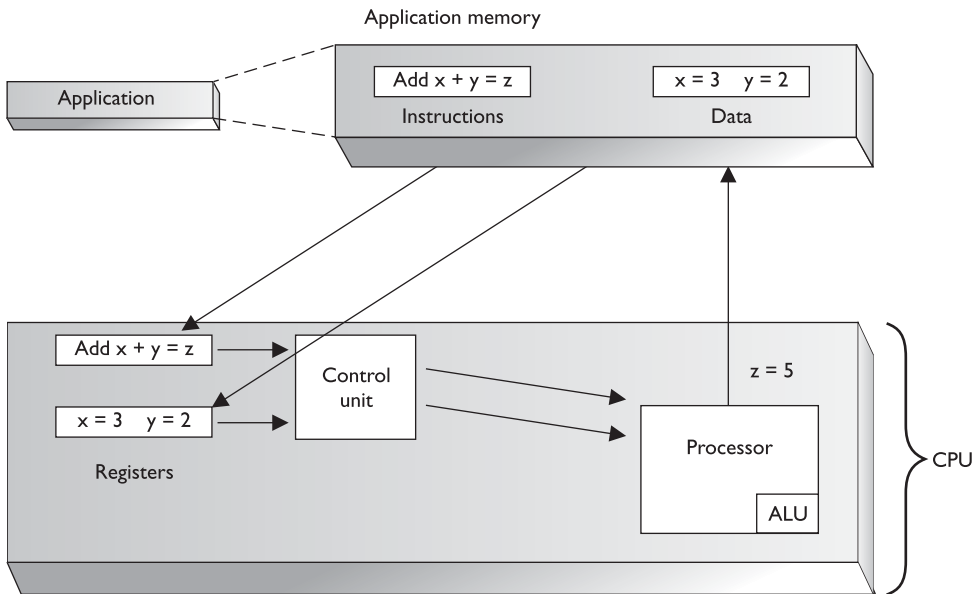 Application memory
Application
Add x + y = z
x = 3 y = 2
Instructions
Data
Add x + y = z
x = 3 y = 2
Registers
Control
unit
z = 5
Processor
ALU
CPU